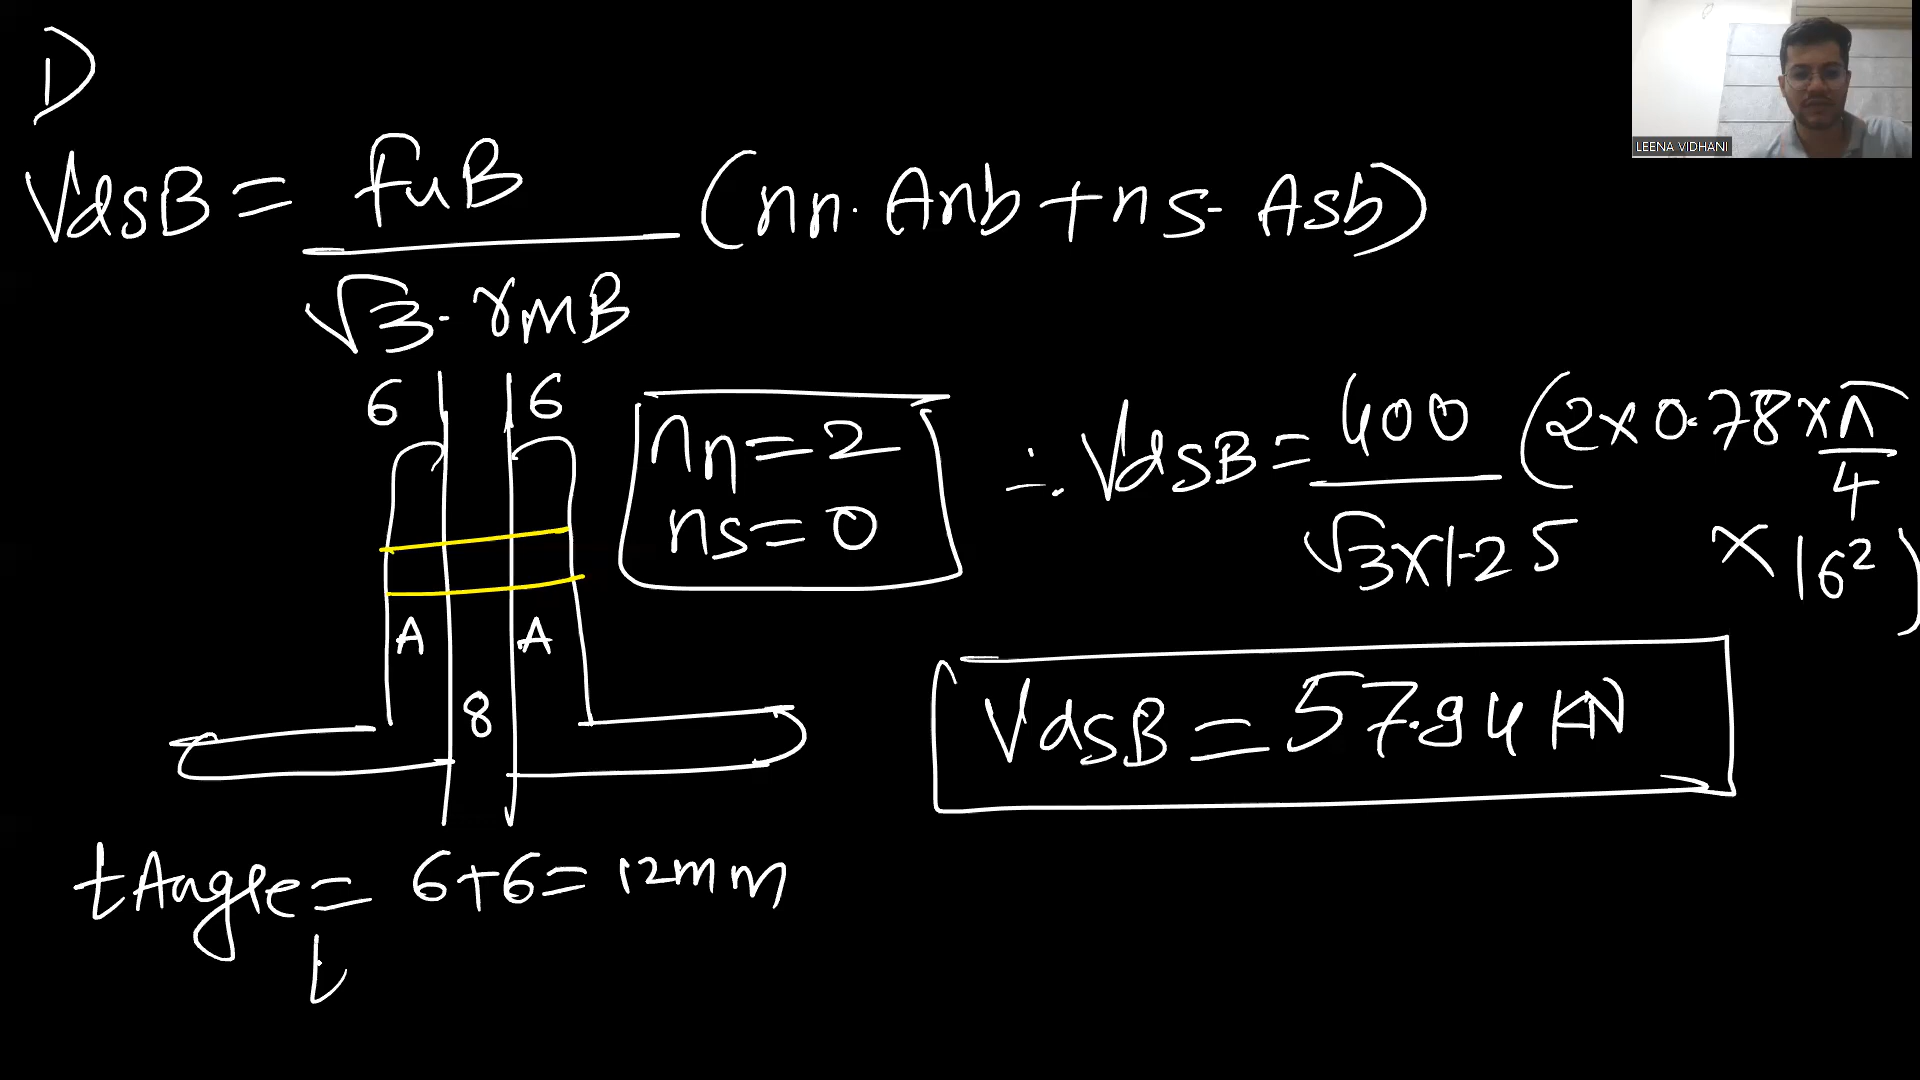 1)
VdsB = fuB / √3. γmB (nn. Anb + ns. Asb)
6 6
nn = 2
ns = 0
∴ VdsB = 400 / √3 x 1.25 (2 x 0.78 x π / 4 x 16²)
A A
8
VdsB = 57.94 kN
tAngle = 6+6 = 12mm
t
LEENA VIDHANI